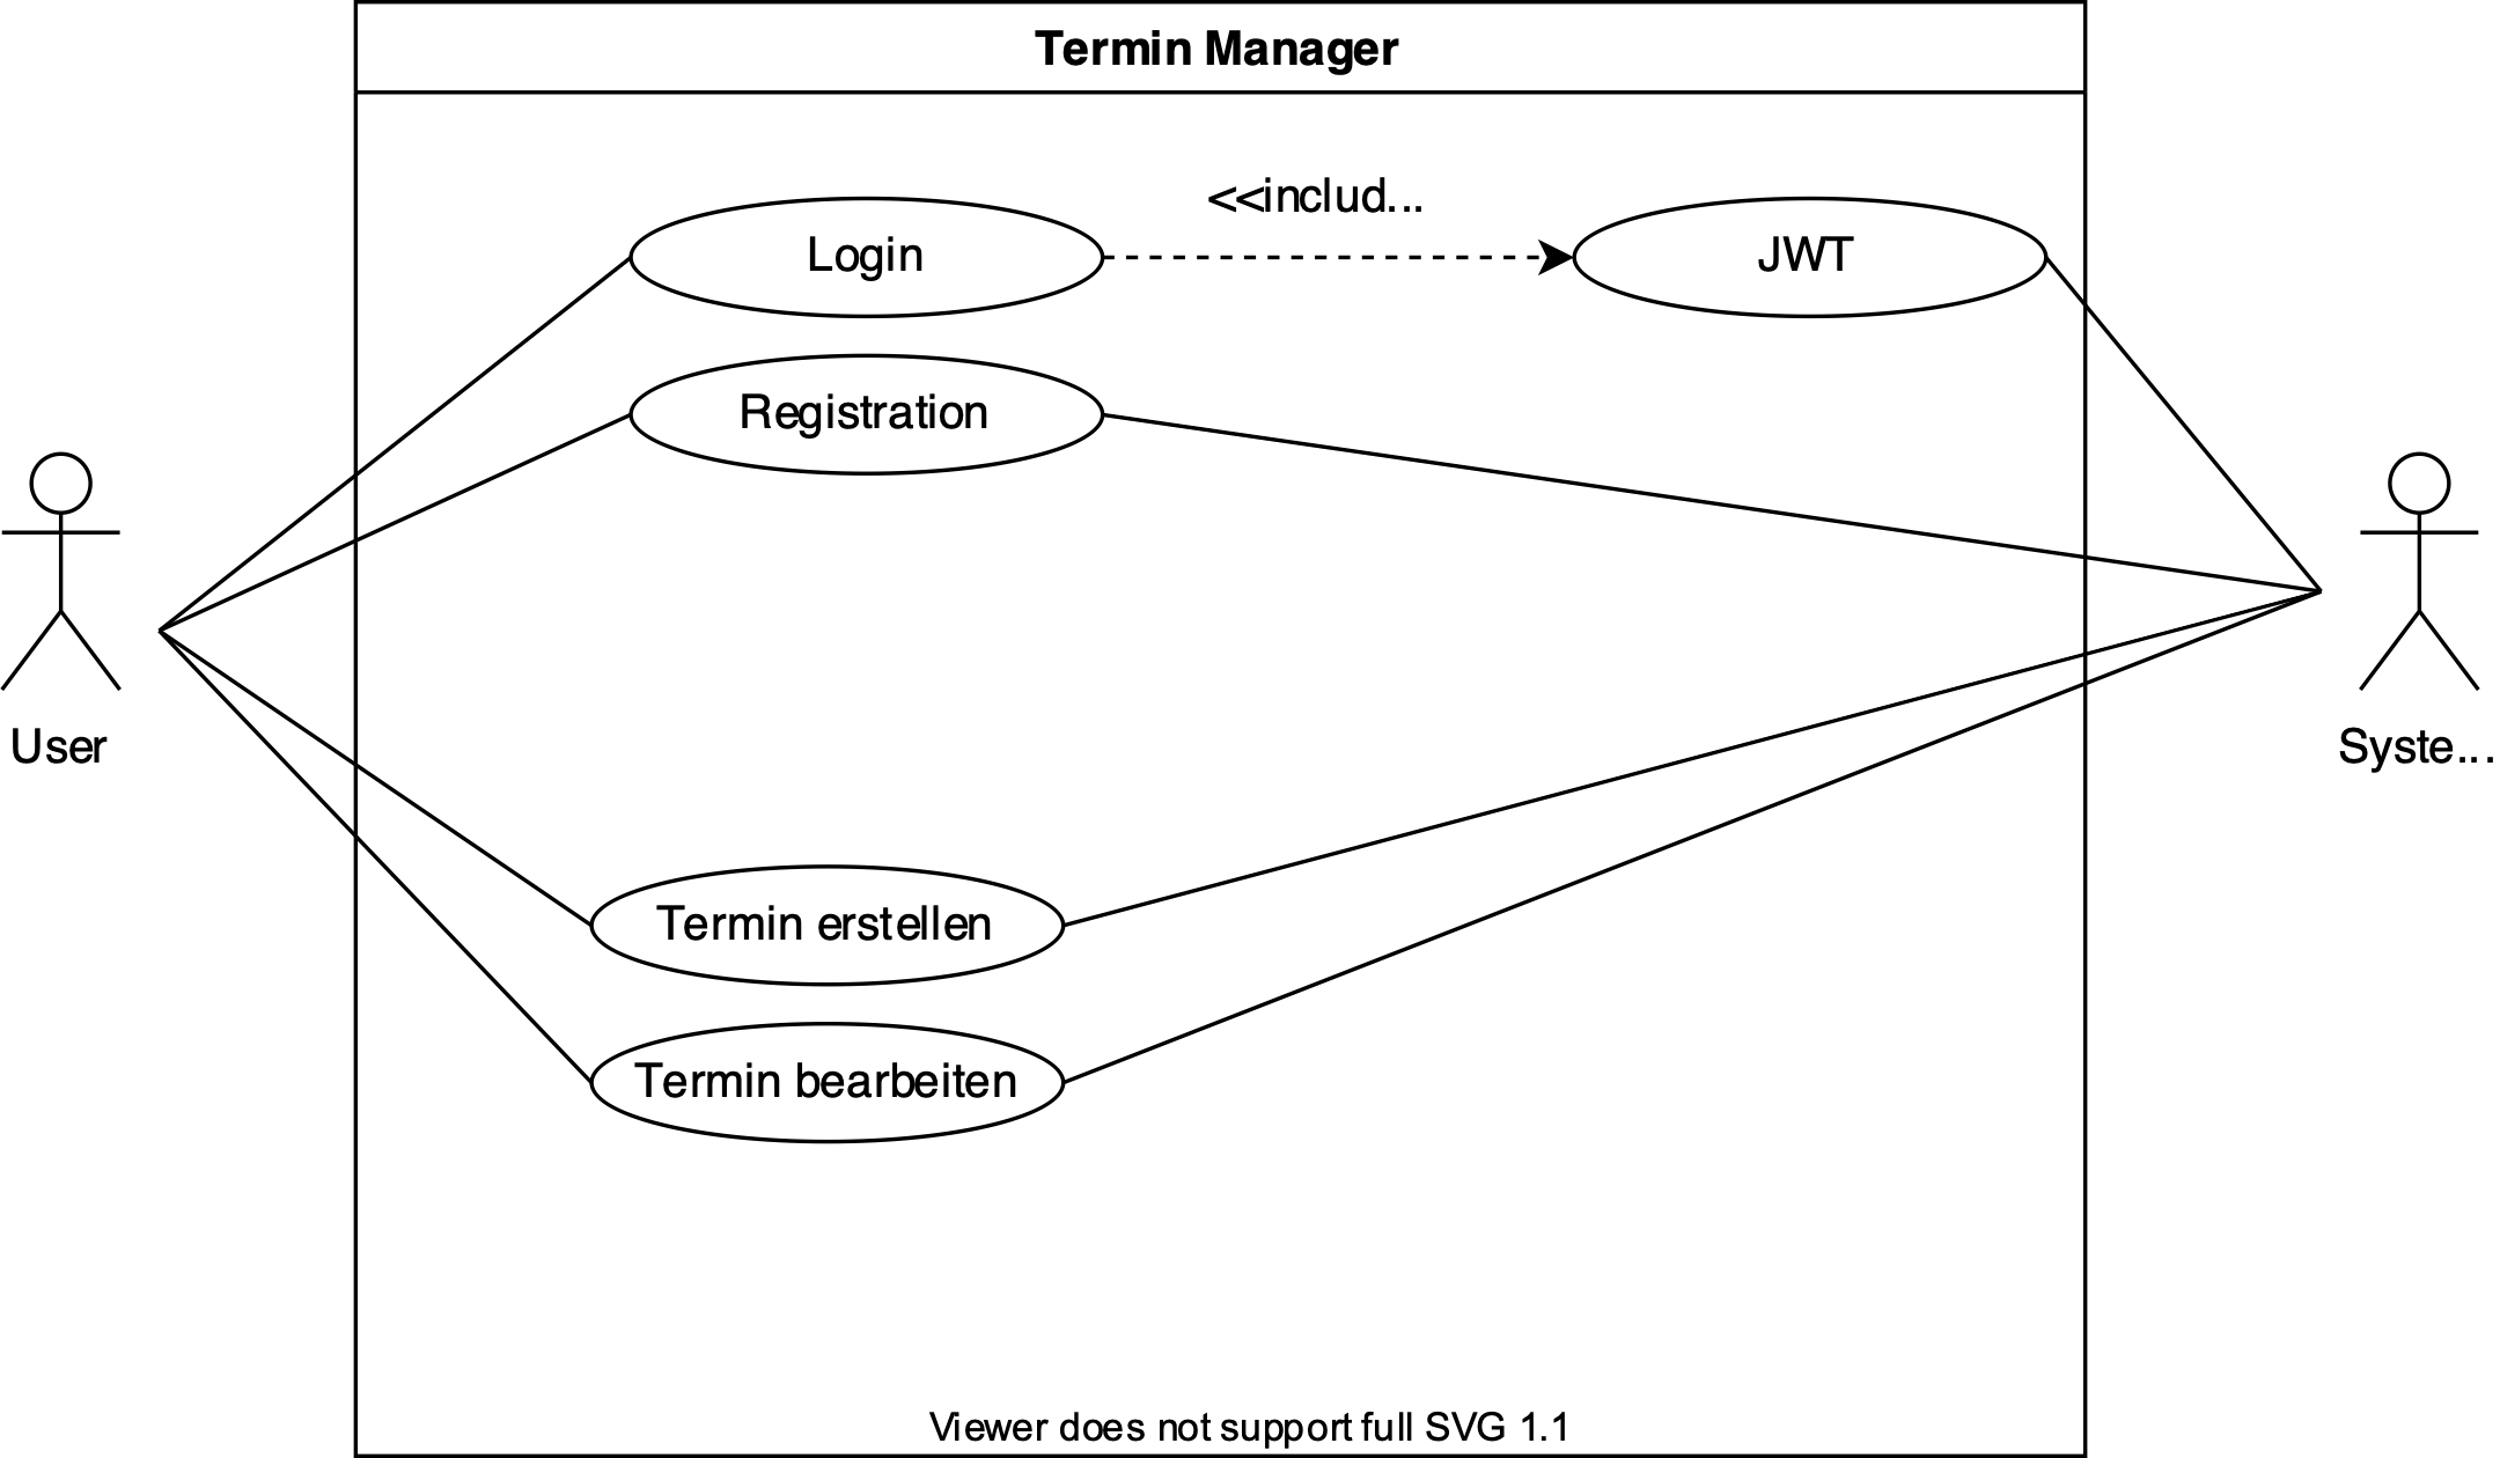 Termin Manager
<<includ...
Login
JWT
Registration
User
Syste...
Termin erstellen
Termin bearbeiten
Viewer does not support full SVG 1.1